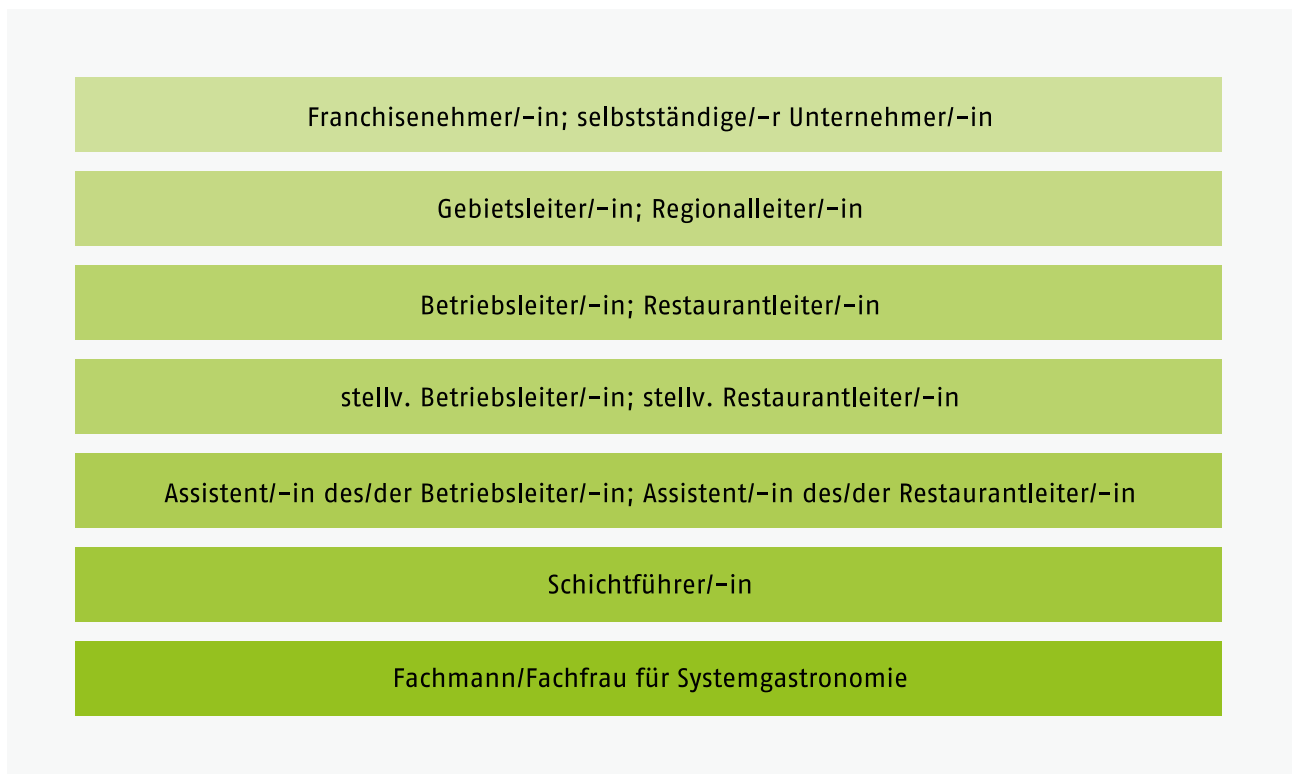 Franchisenehmer/-in; selbstständige/-r Unternehmer/-in
Gebietsleiter/-in; Regionalleiter/-in
Betriebsleiter/-in; Restaurantleiter/-in
stellv. Betriebsleiter/-in; stellv. Restaurantleiter/-in
Assistent/-in des/der Betriebsleiter/-in; Assistent/-in des/der Restaurantleiter/-in
Schichtführer/-in
Fachmann/Fachfrau für Systemgastronomie